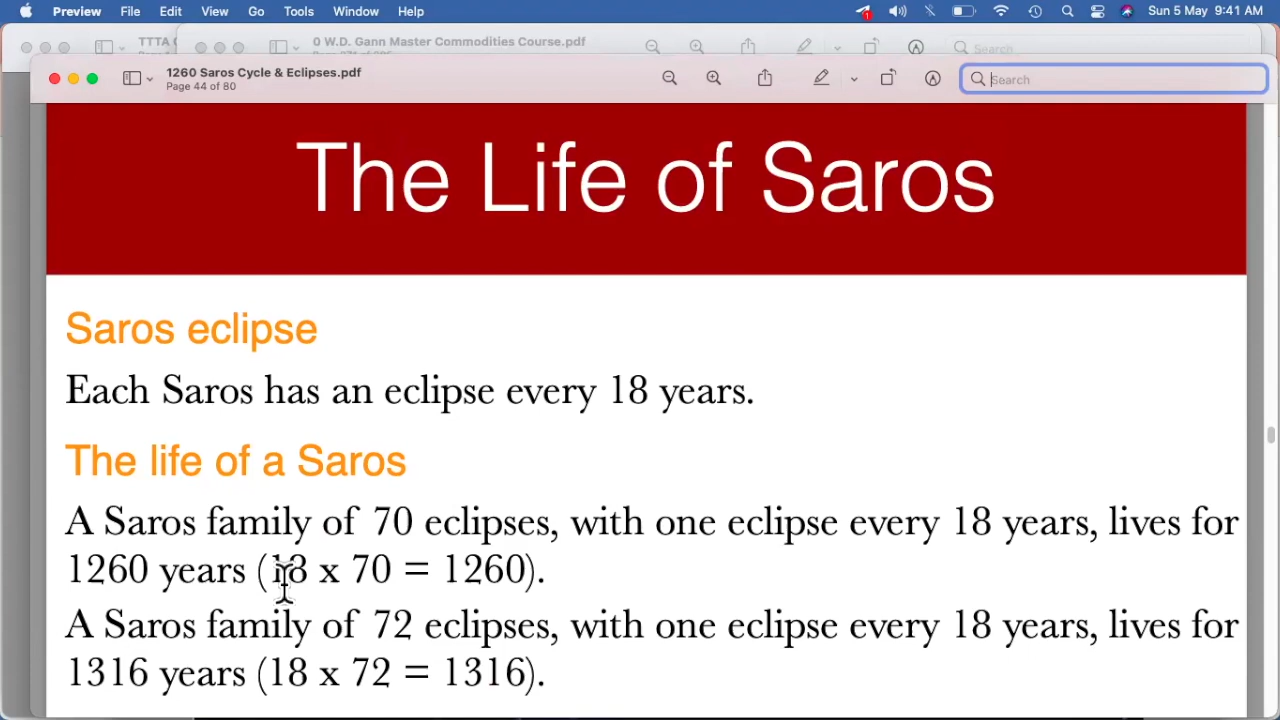 Preview File Edit View Go Tools Window Help Sun 5 May 9:41 AM
0 W.D. Gann Master Commodities Course.pdf Search
1260 Saros Cycle & Eclipses.pdf
Page 44 of 80
Search
The Life of Saros
Saros eclipse
Each Saros has an eclipse every 18 years.
The life of a Saros
A Saros family of 70 eclipses, with one eclipse every 18 years, lives for
1260 years (18 x 70 = 1260).
A Saros family of 72 eclipses, with one eclipse every 18 years, lives for
1316 years (18 x 72 = 1316).